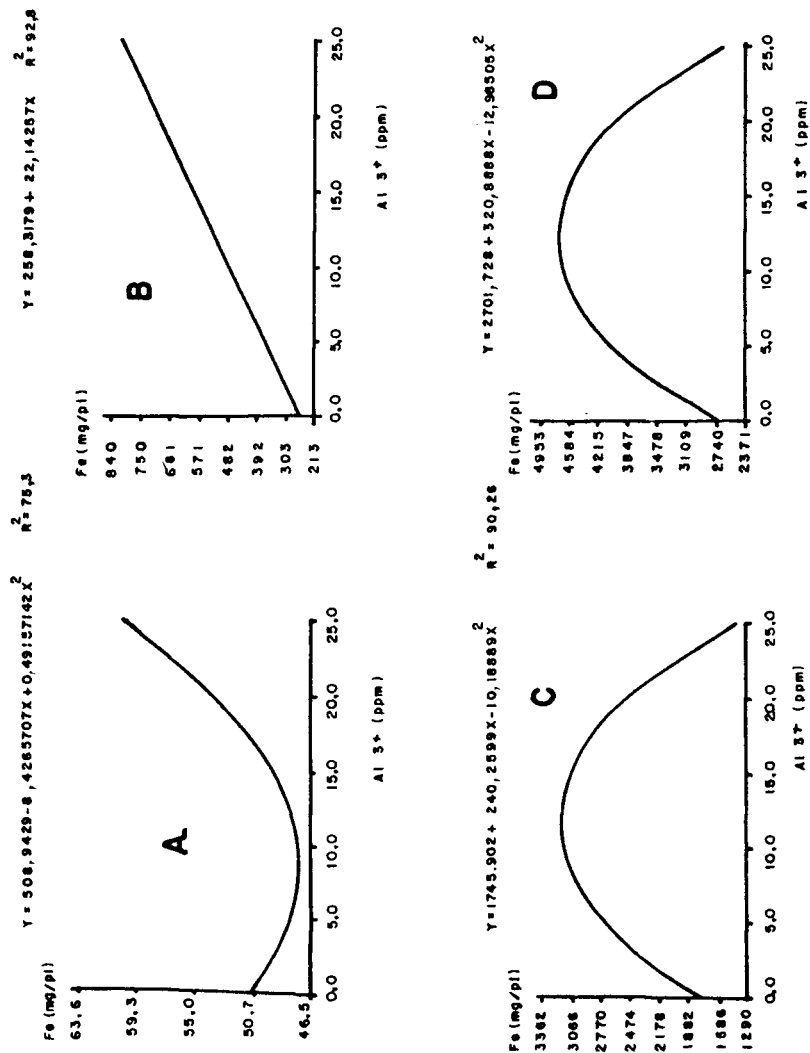 Y = 508,9429-8,4265707X+0,49157142X² R² = 75,3
A
Fe (mg/pl)
63.6
59.3
55.0
50.7
46.5
0.0 5.0 10.0 15.0 20.0 25.0
Al 3+ (ppm)
Y = 258,3179+ 22,14257X R² = 92,8
B
Fe (mg/pl)
840
750
661
571
482
392
303
213
0.0 5.0 10.0 15.0 20.0 25.0
Al 3+ (ppm)
Y=1745.902+ 240,2599X-10,18889X² R² = 90,26
C
Fe (mg/pl)
3362
3066
2770
2474
2178
1882
1586
1290
0.0 5.0 10.0 15.0 20.0 25.0
Al 3+ (ppm)
Y=2701,728+320,8888X-12,98505X²
D
Fe (mg/pl)
4953
4584
4215
3847
3478
3109
2740
2371
0.0 5.0 10.0 15.0 20.0 25.0
Al 3+ (ppm)